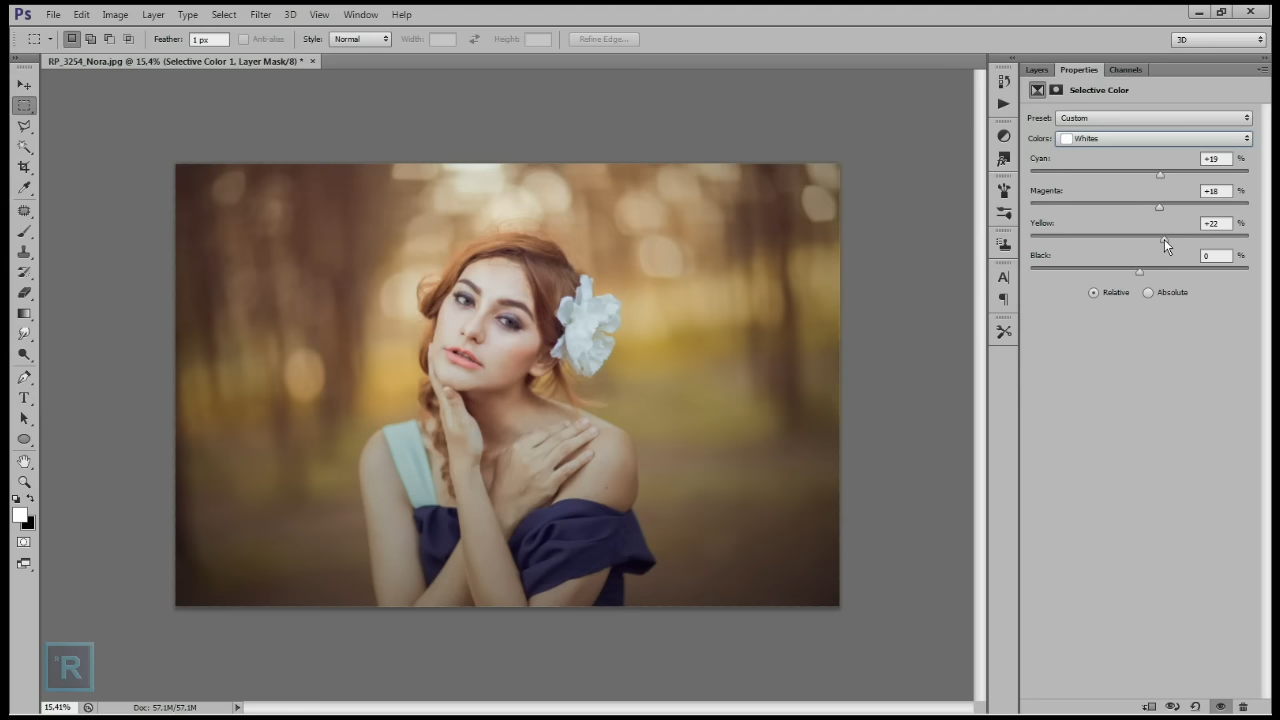 Ps File Edit Image Layer Type Select Filter 3D View Window Help
Feather: 1 px Anti-alias Style: Normal Width: Height: Refine Edge... 3D
RP_3254_Nora.jpg @ 15,4% (Selective Color 1, Layer Mask/8) * ×
Layers Properties Channels
Selective Color
Preset: Custom
Colors: Whites
Cyan: +19 %
Magenta: +18 %
Yellow: +22 %
Black: 0 %
Relative Absolute
R
15,41% Doc: 57,1M/57,1M